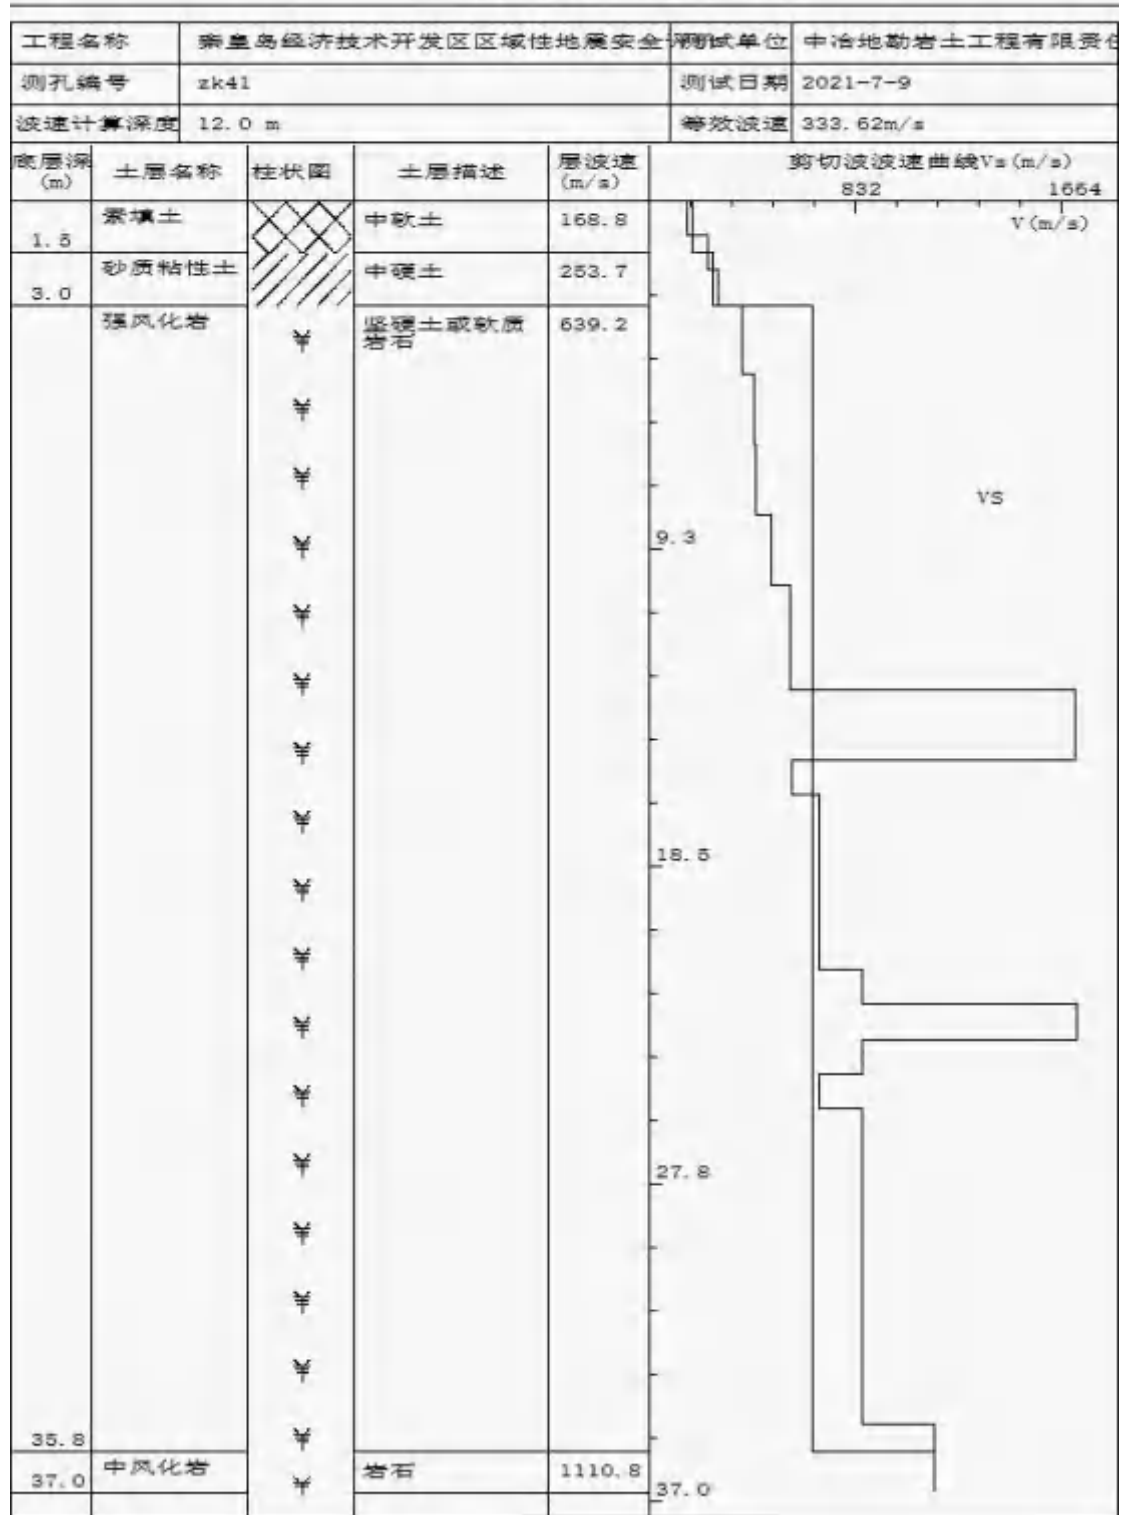 工程名称 秦皇岛经济技术开发区区域性地震安全 测试单位 中冶地勘岩土工程有限责任
测孔编号 zk41 测试日期 2021-7-9
波速计算深度 12.0 m 等效波速 333.62m/s
底层深(m) 土层名称 柱状图 土层描述 层波速(m/s) 剪切波波速曲线Vs(m/s)
832 1664
V(m/s)
1.5 素填土 中软土 168.8
3.0 砂质粘性土 中硬土 253.7
强风化岩 坚硬土或软质岩石 639.2
VS
9.3
18.5
27.8
35.8
中风化岩 岩石 1110.8
37.0
37.0